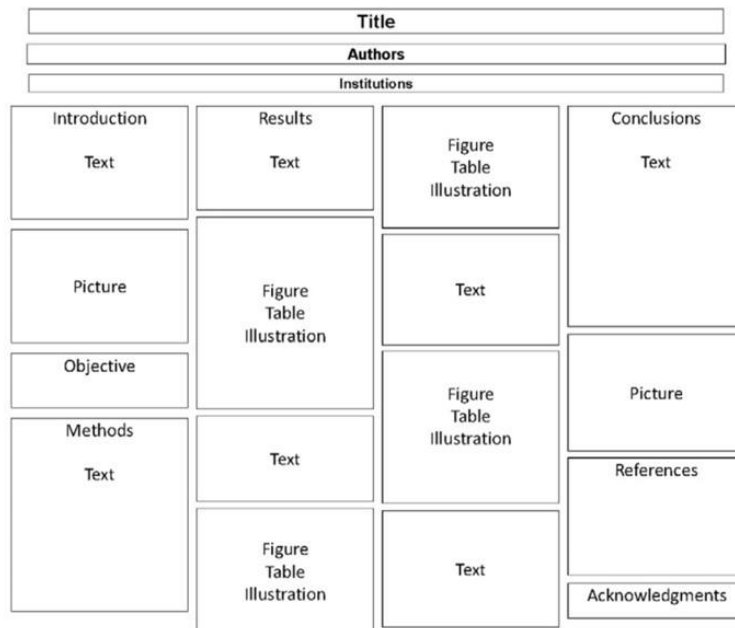 Title
Authors
Institutions
Introduction
Text
Picture
Objective
Methods
Text
Results
Text
Figure
Table
Illustration
Text
Figure
Table
Illustration
Figure
Table
Illustration
Text
Figure
Table
Illustration
Text
Conclusions
Text
Picture
References
Acknowledgments